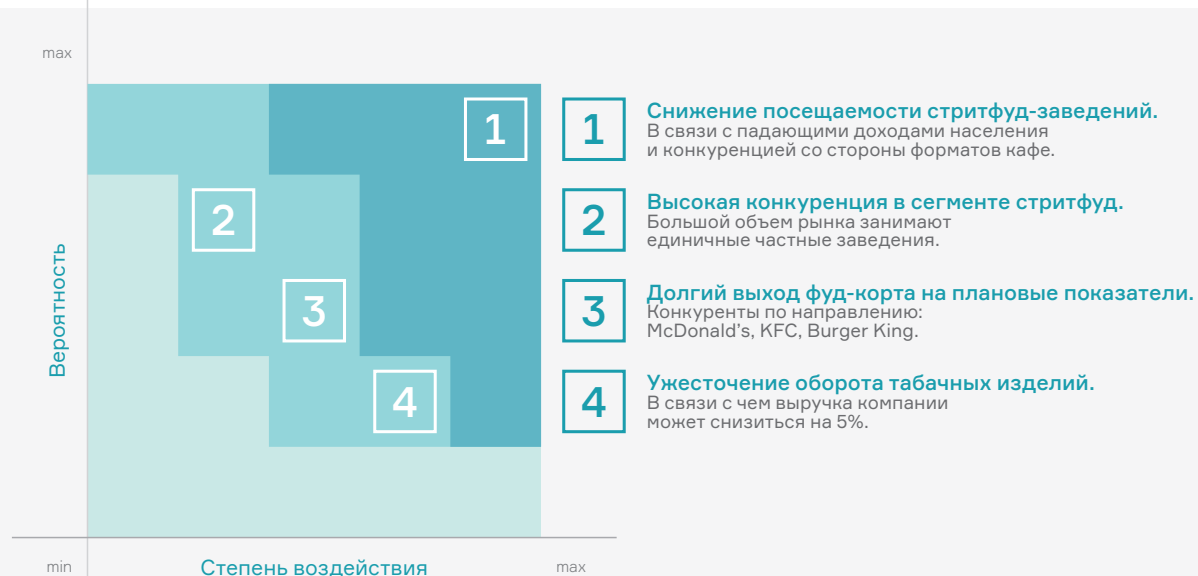 max
1
1
Снижение посещаемости стритфуд-заведений.
В связи с падающими доходами населения
и конкуренцией со стороны форматов кафе.
2
2
Высокая конкуренция в сегменте стритфуд.
Большой объем рынка занимают
единичные частные заведения.
Вероятность
3
3
Долгий выход фуд-корта на плановые показатели.
Конкуренты по направлению:
McDonald's, KFC, Burger King.
4
4
Ужесточение оборота табачных изделий.
В связи с чем выручка компании
может снизиться на 5%.
min
Степень воздействия
max